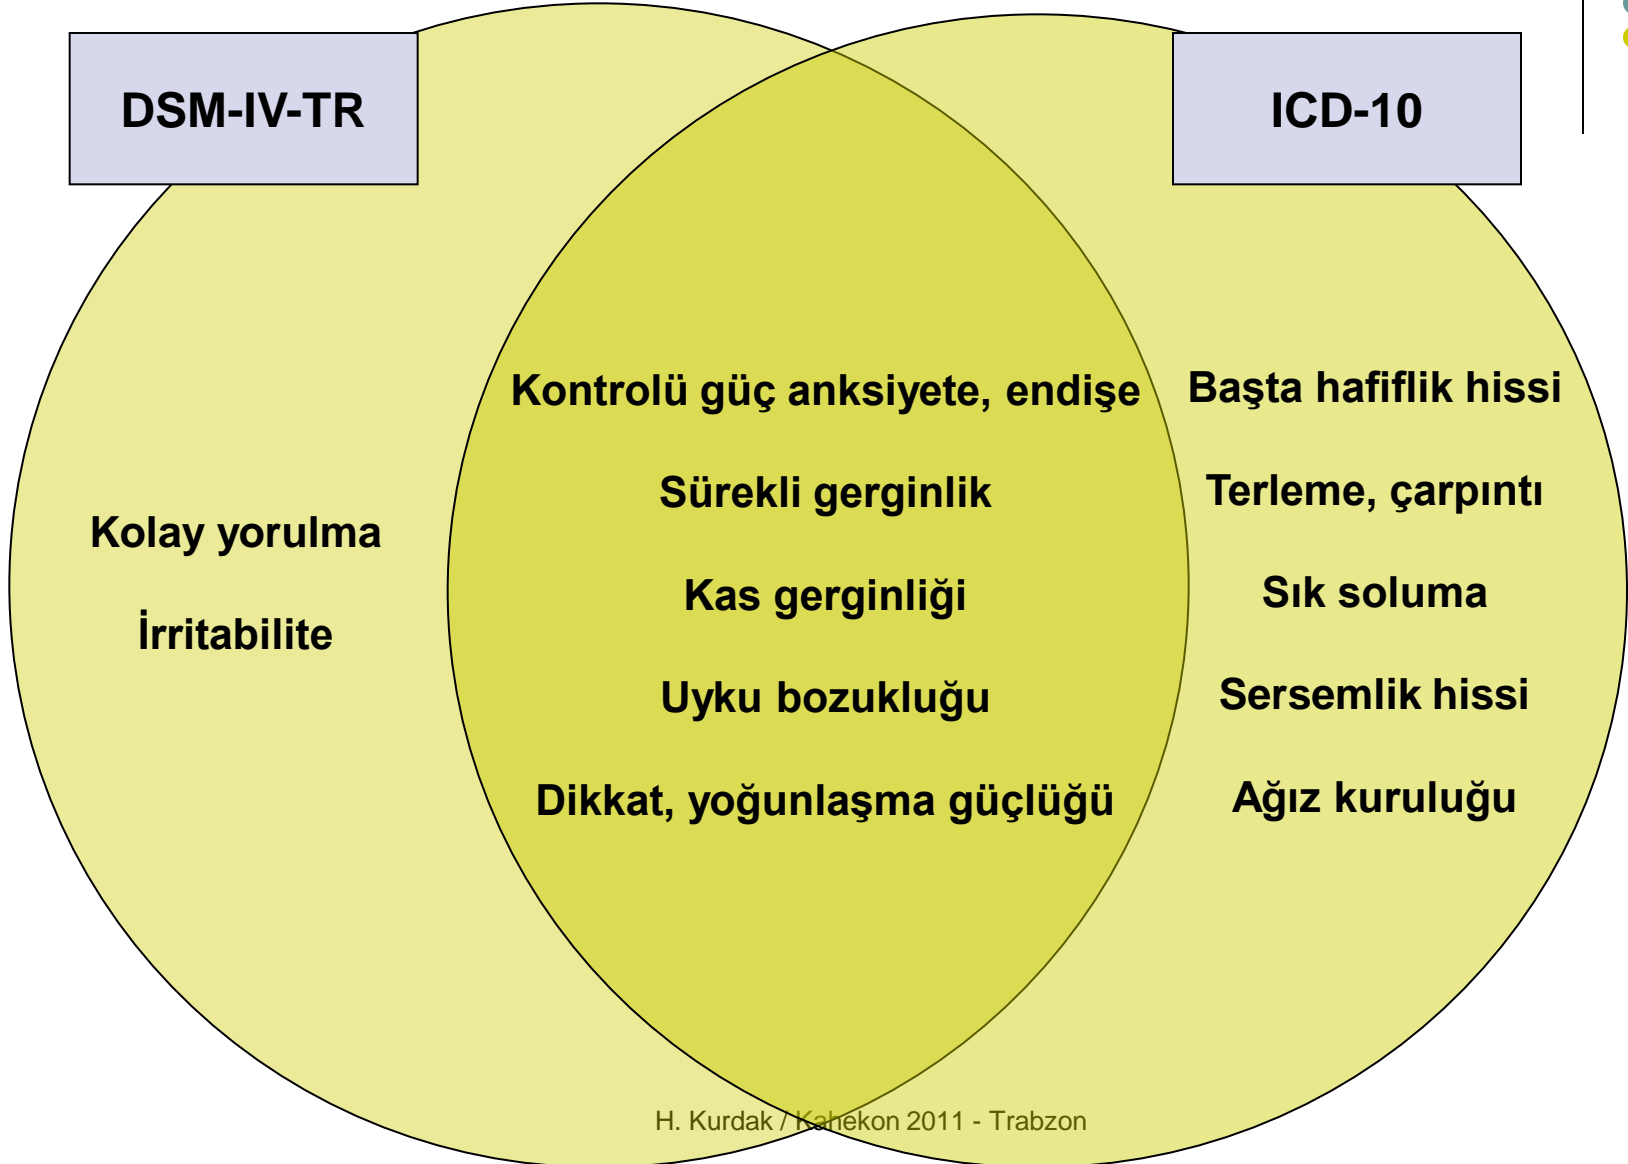 DSM-IV-TR
ICD-10
Kolay yorulma
İrritabilite
Kontrolü güç anksiyete, endişe
Sürekli gerginlik
Kas gerginliği
Uyku bozukluğu
Dikkat, yoğunlaşma güçlüğü
Başta hafiflik hissi
Terleme, çarpıntı
Sık soluma
Sersemlik hissi
Ağız kuruluğu
H. Kurdak / Kahekon 2011 - Trabzon